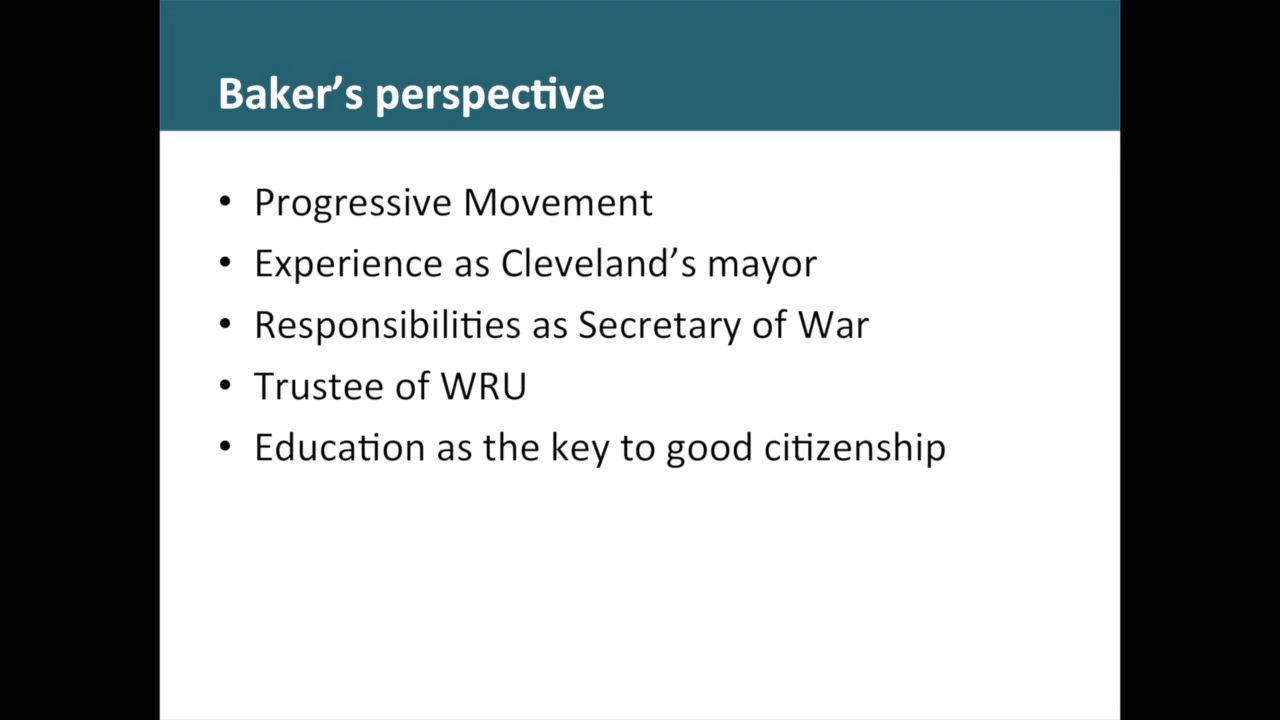 Baker’s perspective
• Progressive Movement
• Experience as Cleveland’s mayor
• Responsibilities as Secretary of War
• Trustee of WRU
• Education as the key to good citizenship